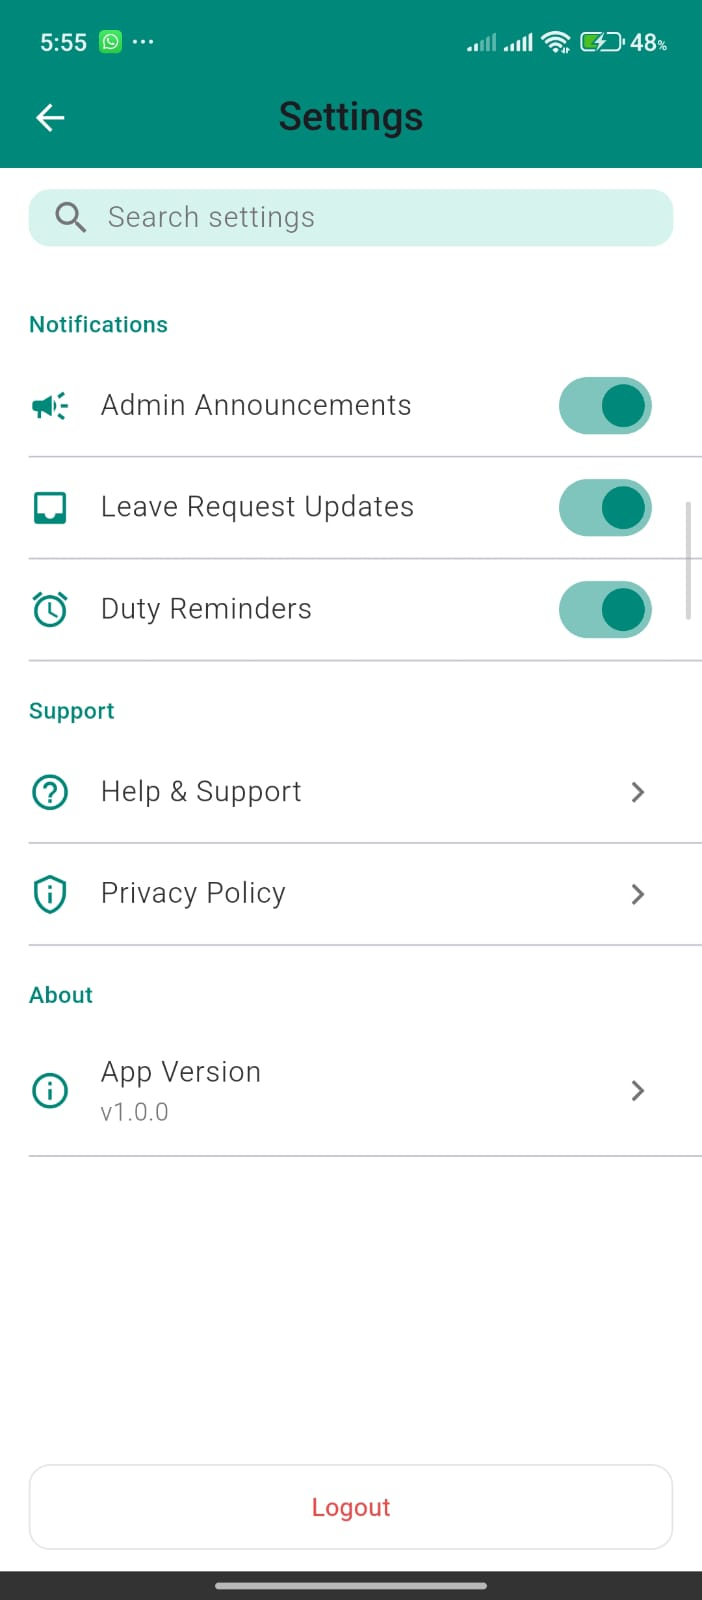 5:55 ... 48%
Settings
Search settings
Notifications
Admin Announcements
Leave Request Updates
Duty Reminders
Support
Help & Support
Privacy Policy
About
App Version
v1.0.0
Logout